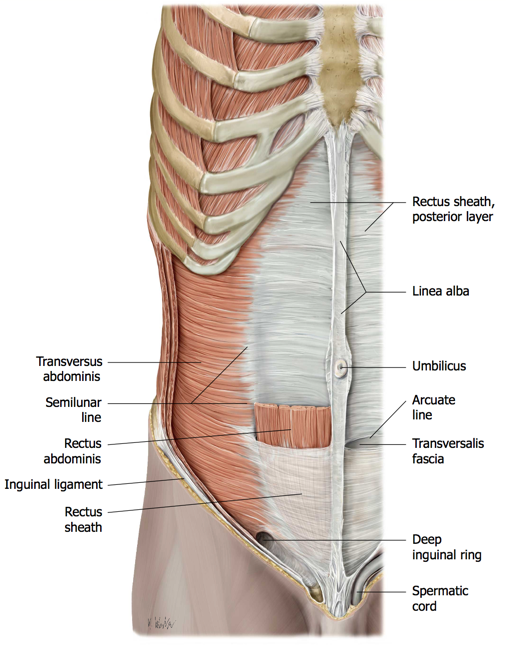 Rectus sheath,
posterior layer
Linea alba
Transversus
abdominis
Umbilicus
Semilunar
line
Arcuate
line
Rectus
abdominis
Transversalis
fascia
Inguinal ligament
Rectus
sheath
Deep
inguinal ring
Spermatic
cord